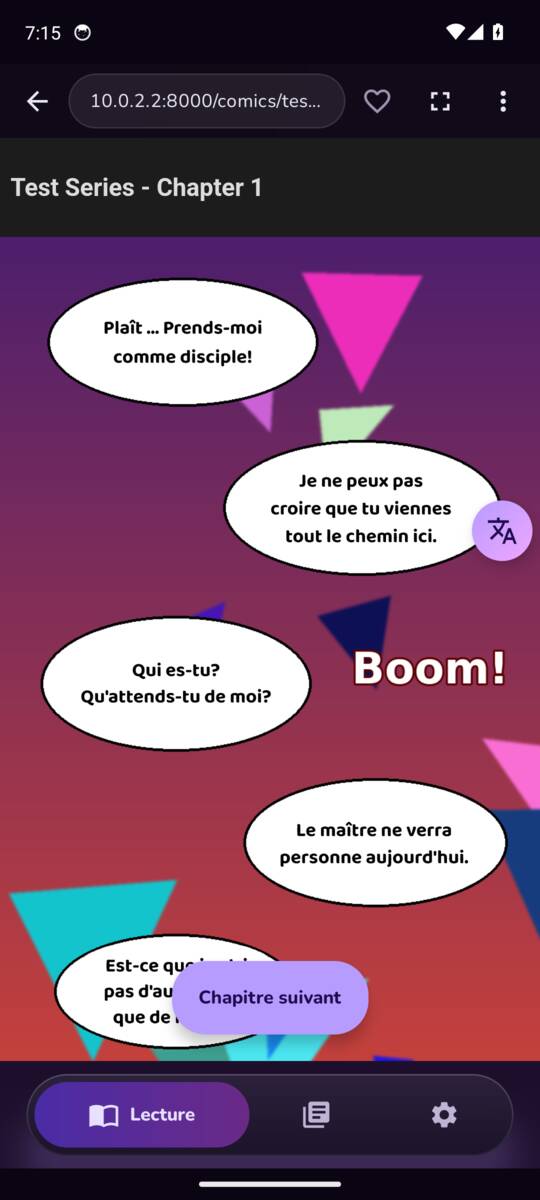 7:15
10.0.2.2:8000/comics/tes...
Test Series - Chapter 1
Plaît ... Prends-moi
comme disciple!
Je ne peux pas
croire que tu viennes
tout le chemin ici.
Qui es-tu?
Qu'attends-tu de moi?
Boom!
Le maître ne verra
personne aujourd'hui.
Est-ce que
pas
que de
Chapitre suivant
Lecture